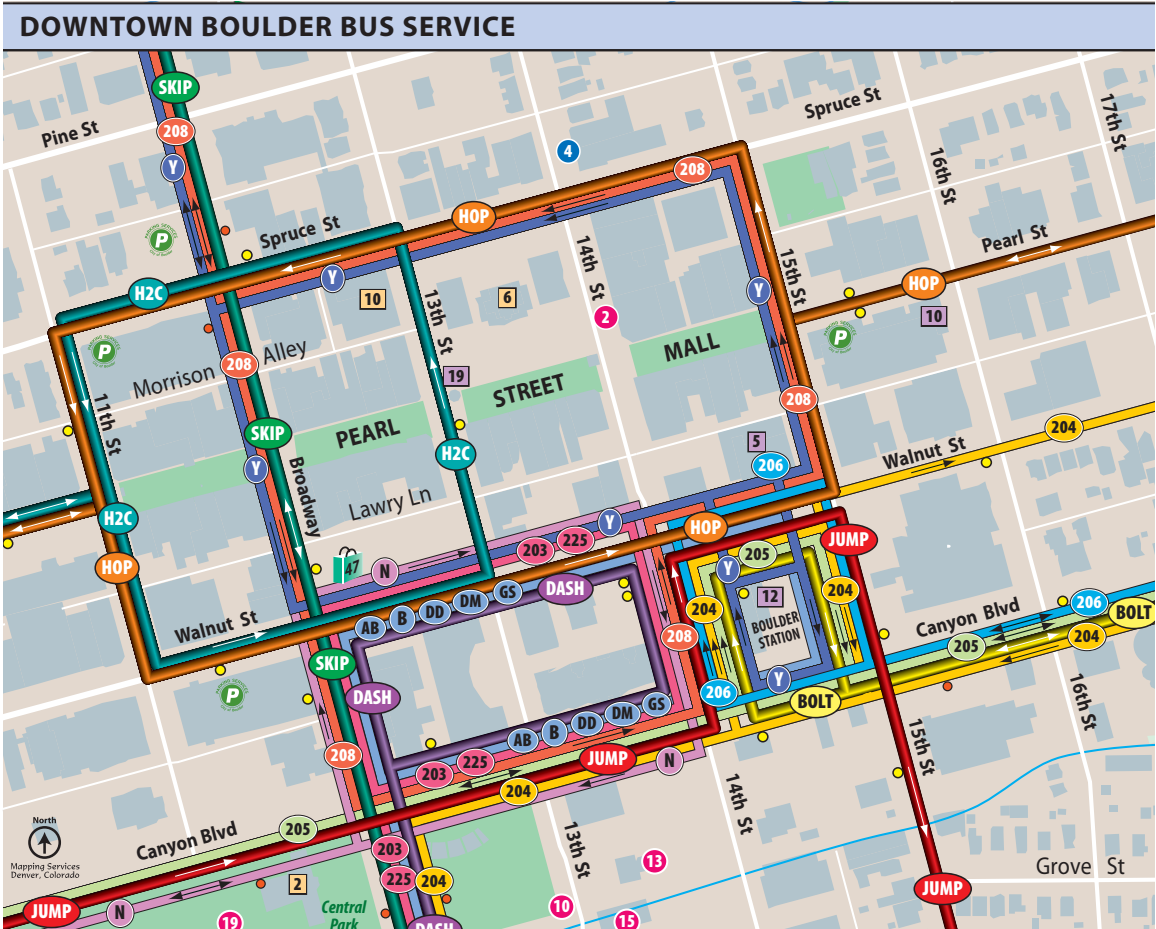 DOWNTOWN BOULDER BUS SERVICE
SKIP
Spruce St
17th St
Pine St
208
4
Y
208
16th St
HOP
P
Spruce St
Pearl St
14th St
15th St
H2C
Y
Y
HOP
10
6
2
10
13th St
P
P
Morrison Alley
MALL
208
19
STREET
208
11th St
PEARL
SKIP
204
5
Walnut St
H2C
206
Y
Broadway
Lawry Ln
H2C
Y
HOP
225
203
JUMP
205
HOP
47
N
Y
DASH
204
GS
12
DM
206
DD
204
BOLT
B
Canyon Blvd
AB
BOULDER
STATION
Walnut St
208
204
205
SKIP
Y
P
DASH
206
GS
BOLT
DM
16th St
DD
B
AB
208
15th St
JUMP
N
225
203
204
14th St
205
Canyon Blvd
North
Mapping Services
Denver, Colorado
203
13th St
13
Grove St
2
225
204
JUMP
JUMP
N
Central
Park
10
19
15
DASH